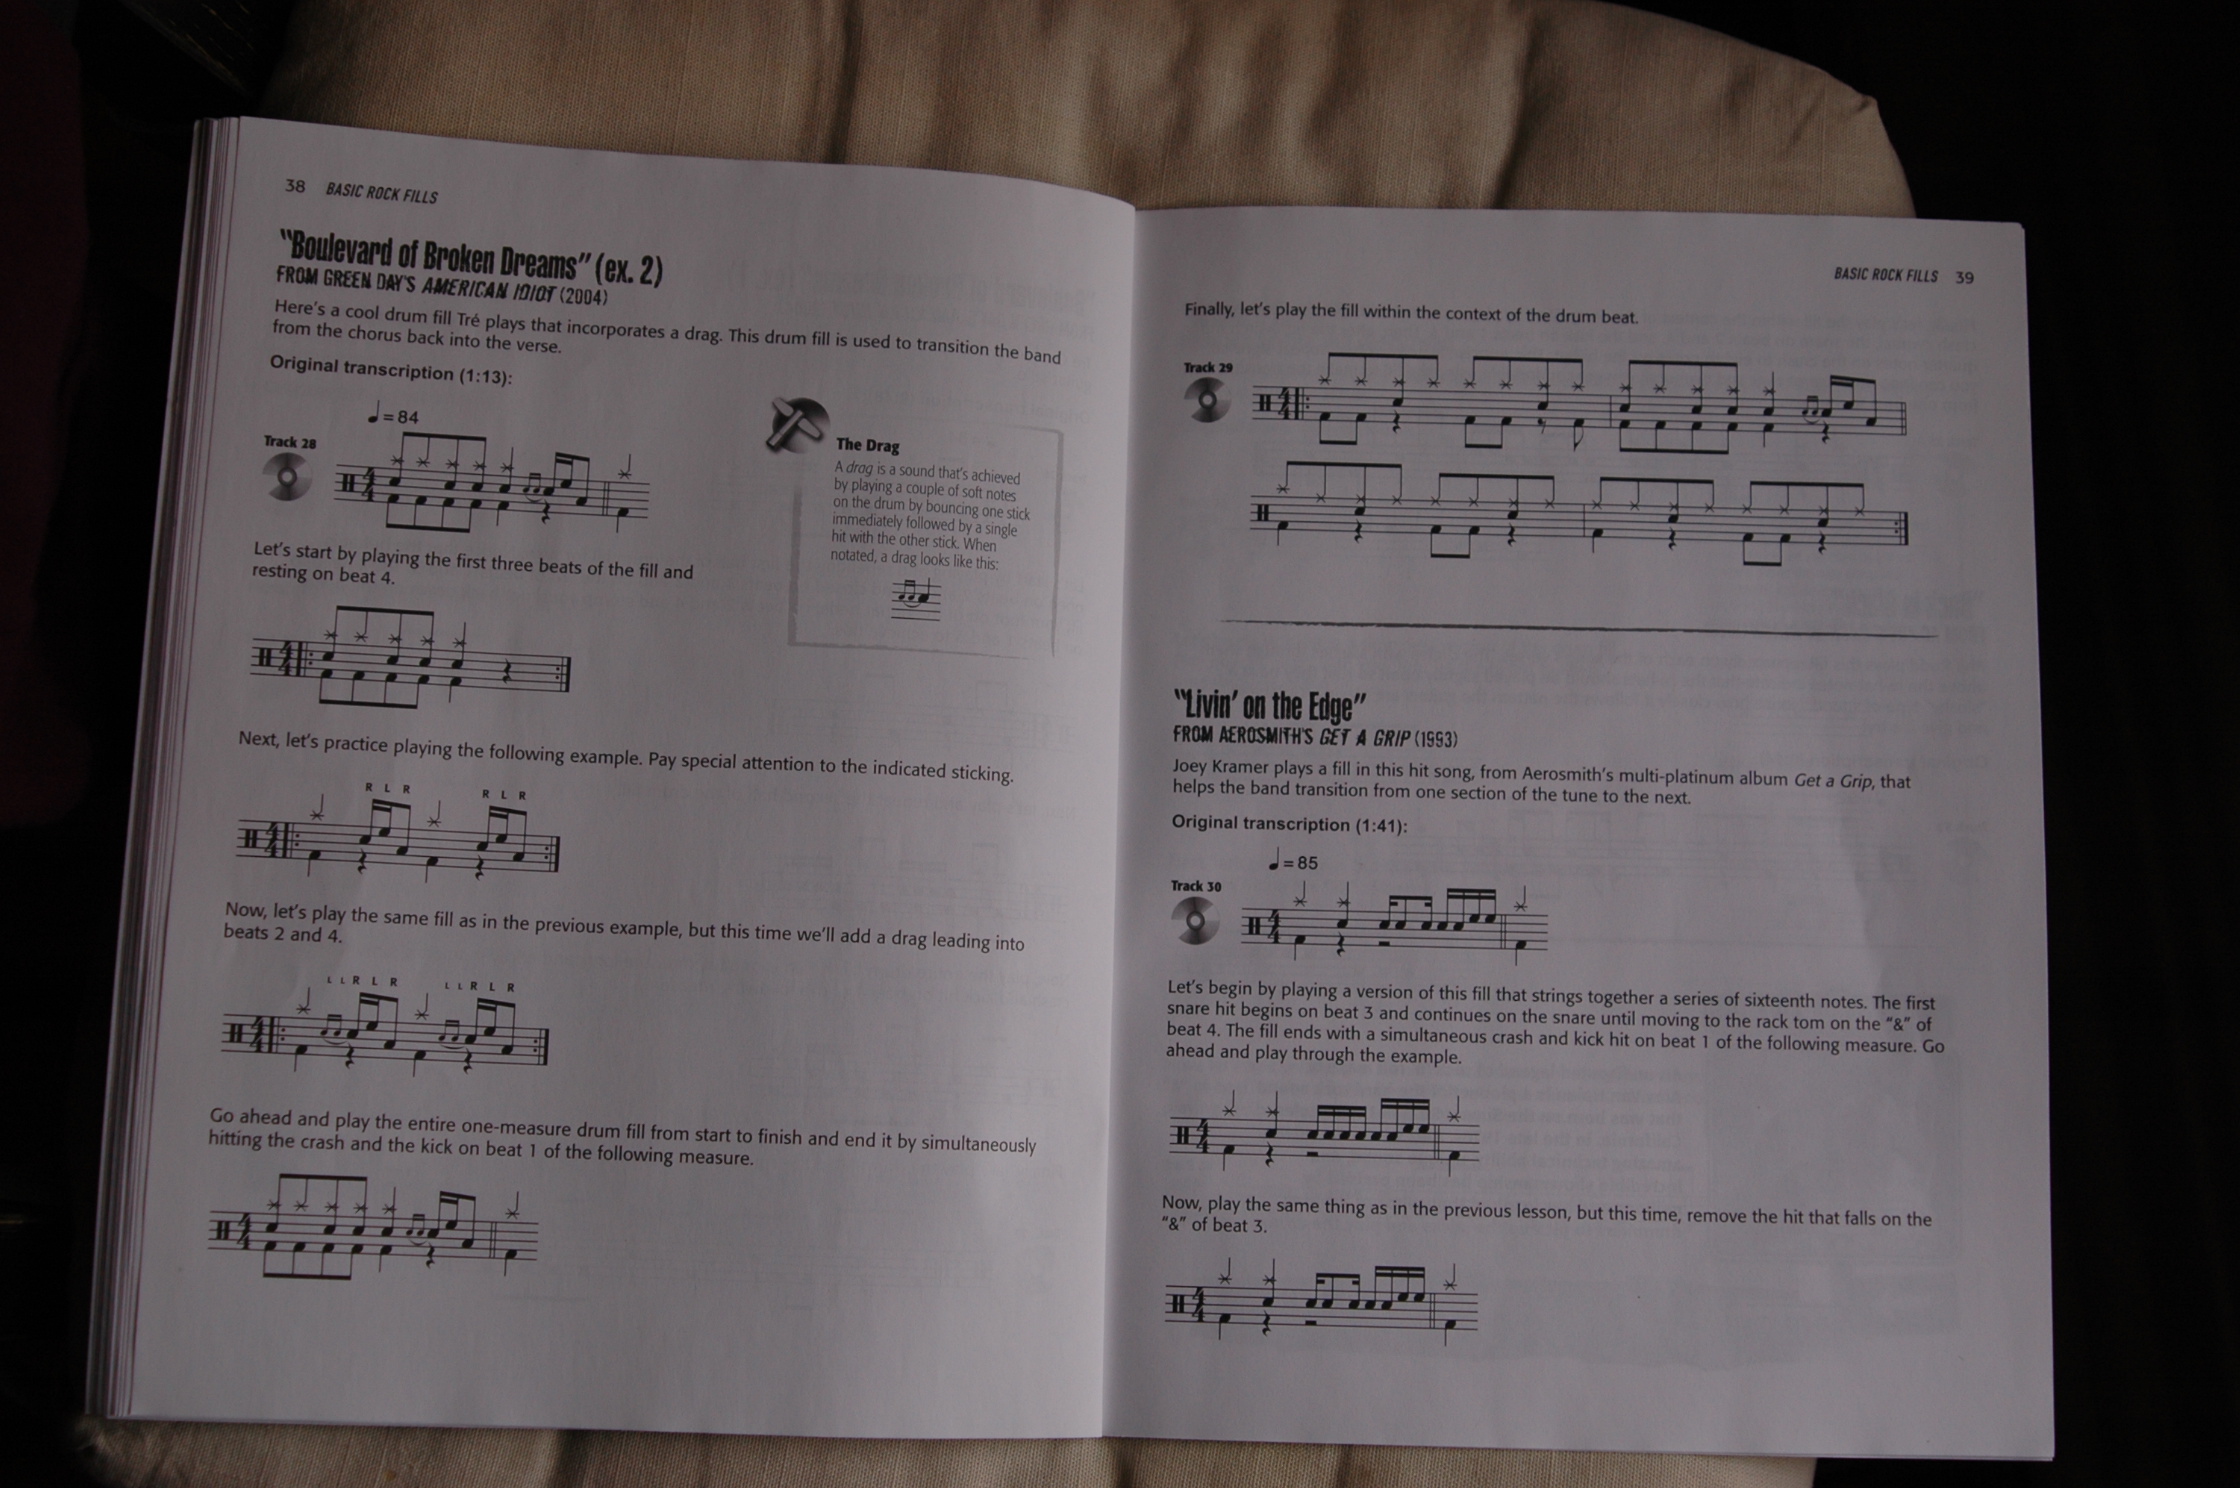 38 BASIC ROCK FILLS
"Boulevard of Broken Dreams" (ex. 2)
FROM GREEN DAY'S AMERICAN IDIOT (2004)
Here's a cool drum fill Tré plays that incorporates a drag. This drum fill is used to transition the band
from the chorus back into the verse.
Original transcription (1:13):
= 84
Track 28
The Drag
A drag is a sound that's achieved
by playing a couple of soft notes
on the drum by bouncing one stick
immediately followed by a single
hit with the other stick. When
notated, a drag looks like this:
Let's start by playing the first three beats of the fill and
resting on beat 4.
Next, let's practice playing the following example. Pay special attention to the indicated sticking.
R L R R L R
Now, let's play the same fill as in the previous example, but this time we'll add a drag leading into
beats 2 and 4.
L L R L R L L R L R
Go ahead and play the entire one-measure drum fill from start to finish and end it by simultaneously
hitting the crash and the kick on beat 1 of the following measure.
BASIC ROCK FILLS 39
Finally, let's play the fill within the context of the drum beat.
Track 29
"Livin' on the Edge"
FROM AEROSMITH'S GET A GRIP (1993)
Joey Kramer plays a fill in this hit song, from Aerosmith's multi-platinum album Get a Grip, that
helps the band transition from one section of the tune to the next.
Original transcription (1:41):
= 85
Track 30
Let's begin by playing a version of this fill that strings together a series of sixteenth notes. The first
snare hit begins on beat 3 and continues on the snare until moving to the rack tom on the "&" of
beat 4. The fill ends with a simultaneous crash and kick hit on beat 1 of the following measure. Go
ahead and play through the example.
Now, play the same thing as in the previous lesson, but this time, remove the hit that falls on the
"&" of beat 3.